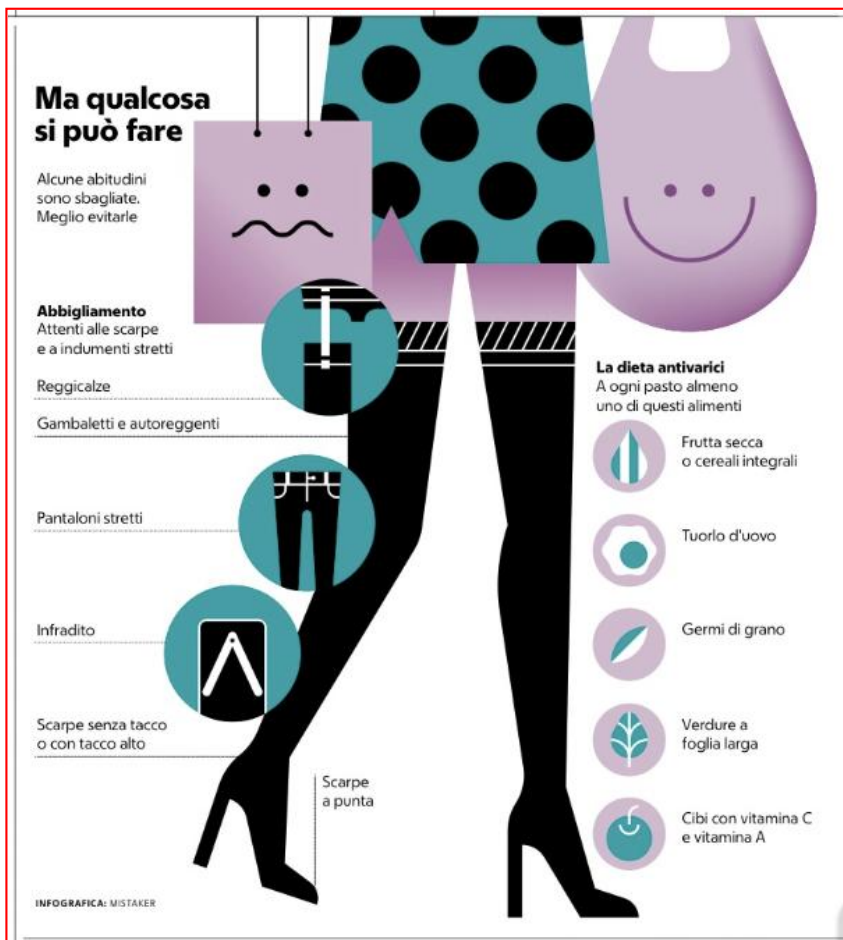 Ma qualcosa
si può fare
Alcune abitudini
sono sbagliate.
Meglio evitarle
Abbigliamento
Attenti alle scarpe
e a indumenti stretti
Reggicalze
Gambaletti e autoreggenti
Pantaloni stretti
Infradito
Scarpe senza tacco
o con tacco alto
Scarpe
a punta
La dieta antivarici
A ogni pasto almeno
uno di questi alimenti
Frutta secca
o cereali integrali
Tuorlo d'uovo
Germi di grano
Verdure a
foglia larga
Cibi con vitamina C
e vitamina A
INFOGRAFICA: MISTAKER